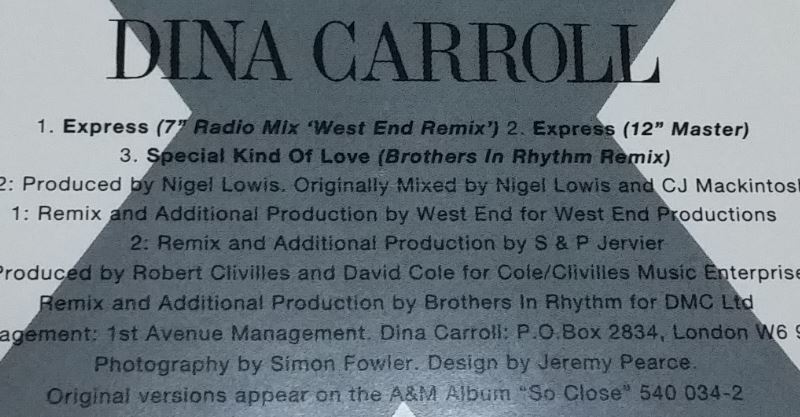 DINA CARROLL
1. Express (7” Radio Mix ‘West End Remix’) 2. Express (12” Master)
3. Special Kind Of Love (Brothers In Rhythm Remix)
2: Produced by Nigel Lowis. Originally Mixed by Nigel Lowis and CJ Mackintosh
1: Remix and Additional Production by West End for West End Productions
2: Remix and Additional Production by S & P Jervier
Produced by Robert Clivilles and David Cole for Cole/Clivilles Music Enterprise
Remix and Additional Production by Brothers In Rhythm for DMC Ltd
agement: 1st Avenue Management. Dina Carroll: P.O.Box 2834, London W6 9
Photography by Simon Fowler. Design by Jeremy Pearce.
Original versions appear on the A&M Album “So Close” 540 034-2